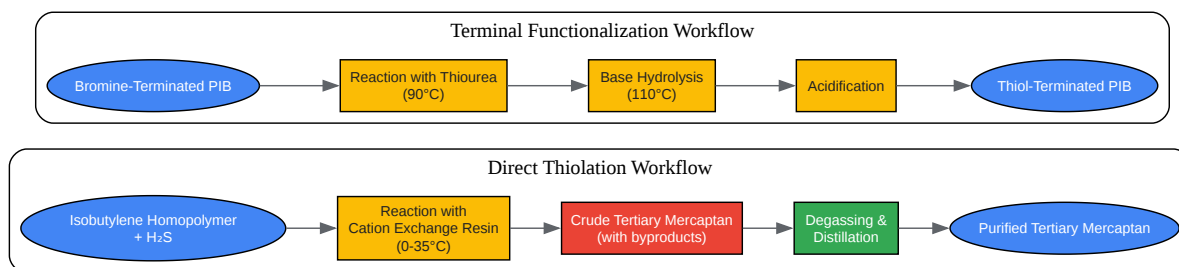 Terminal Functionalization Workflow
Bromine-Terminated PIB
Reaction with Thiourea
(90°C)
Base Hydrolysis
(110°C)
Acidification
Thiol-Terminated PIB
Direct Thiolation Workflow
Isobutylene Homopolymer
+ H₂S
Reaction with
Cation Exchange Resin
(0-35°C)
Crude Tertiary Mercaptan
(with byproducts)
Degassing &
Distillation
Purified Tertiary Mercaptan